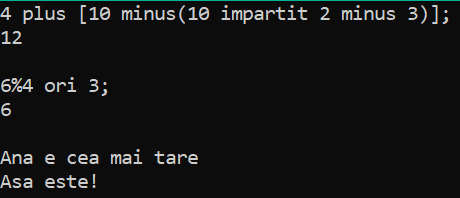 4 plus [10 minus(10 impartit 2 minus 3)];
12
6%4 ori 3;
6
Ana e cea mai tare
Asa este!